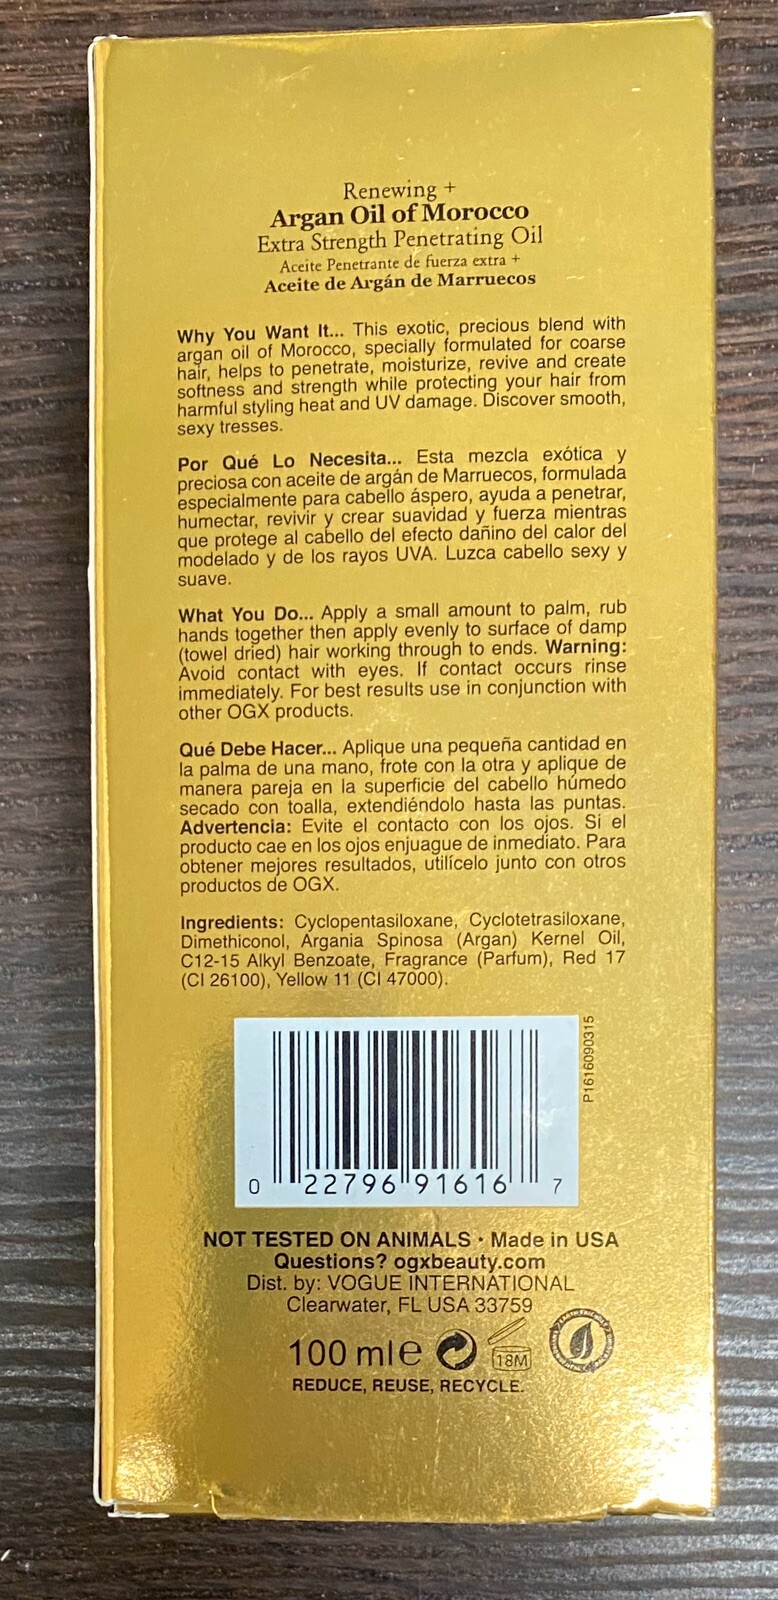 Renewing +
Argan Oil of Morocco
Extra Strength Penetrating Oil
Aceite Penetrante de fuerza extra +
Aceite de Argán de Marruecos
Why You Want It... This exotic, precious blend with
argan oil of Morocco, specially formulated for coarse
hair, helps to penetrate, moisturize, revive and create
softness and strength while protecting your hair from
harmful styling heat and UV damage. Discover smooth,
sexy tresses.
Por Qué Lo Necesita... Esta mezcla exótica y
preciosa con aceite de argán de Marruecos, formulada
especialmente para cabello áspero, ayuda a penetrar,
humectar, revivir y crear suavidad y fuerza mientras
que protege al cabello del efecto dañino del calor del
modelado y de los rayos UVA. Luzca cabello sexy y
suave.
What You Do... Apply a small amount to palm, rub
hands together then apply evenly to surface of damp
(towel dried) hair working through to ends. Warning:
Avoid contact with eyes. If contact occurs rinse
immediately. For best results use in conjunction with
other OGX products.
Qué Debe Hacer... Aplique una pequeña cantidad en
la palma de una mano, frote con la otra y aplique de
manera pareja en la superficie del cabello húmedo
secado con toalla, extendiéndolo hasta las puntas.
Advertencia: Evite el contacto con los ojos. Si el
producto cae en los ojos enjuague de inmediato. Para
obtener mejores resultados, utilícelo junto con otros
productos de OGX.
Ingredients: Cyclopentasiloxane, Cyclotetrasiloxane,
Dimethiconol, Argania Spinosa (Argan) Kernel Oil,
C12-15 Alkyl Benzoate, Fragrance (Parfum), Red 17
(CI 26100), Yellow 11 (CI 47000).
P1616090315
0 22796 91616 7
NOT TESTED ON ANIMALS • Made in USA
Questions? ogxbeauty.com
Dist. by: VOGUE INTERNATIONAL
Clearwater, FL USA 33759
100 ml e 18M
REDUCE, REUSE, RECYCLE.